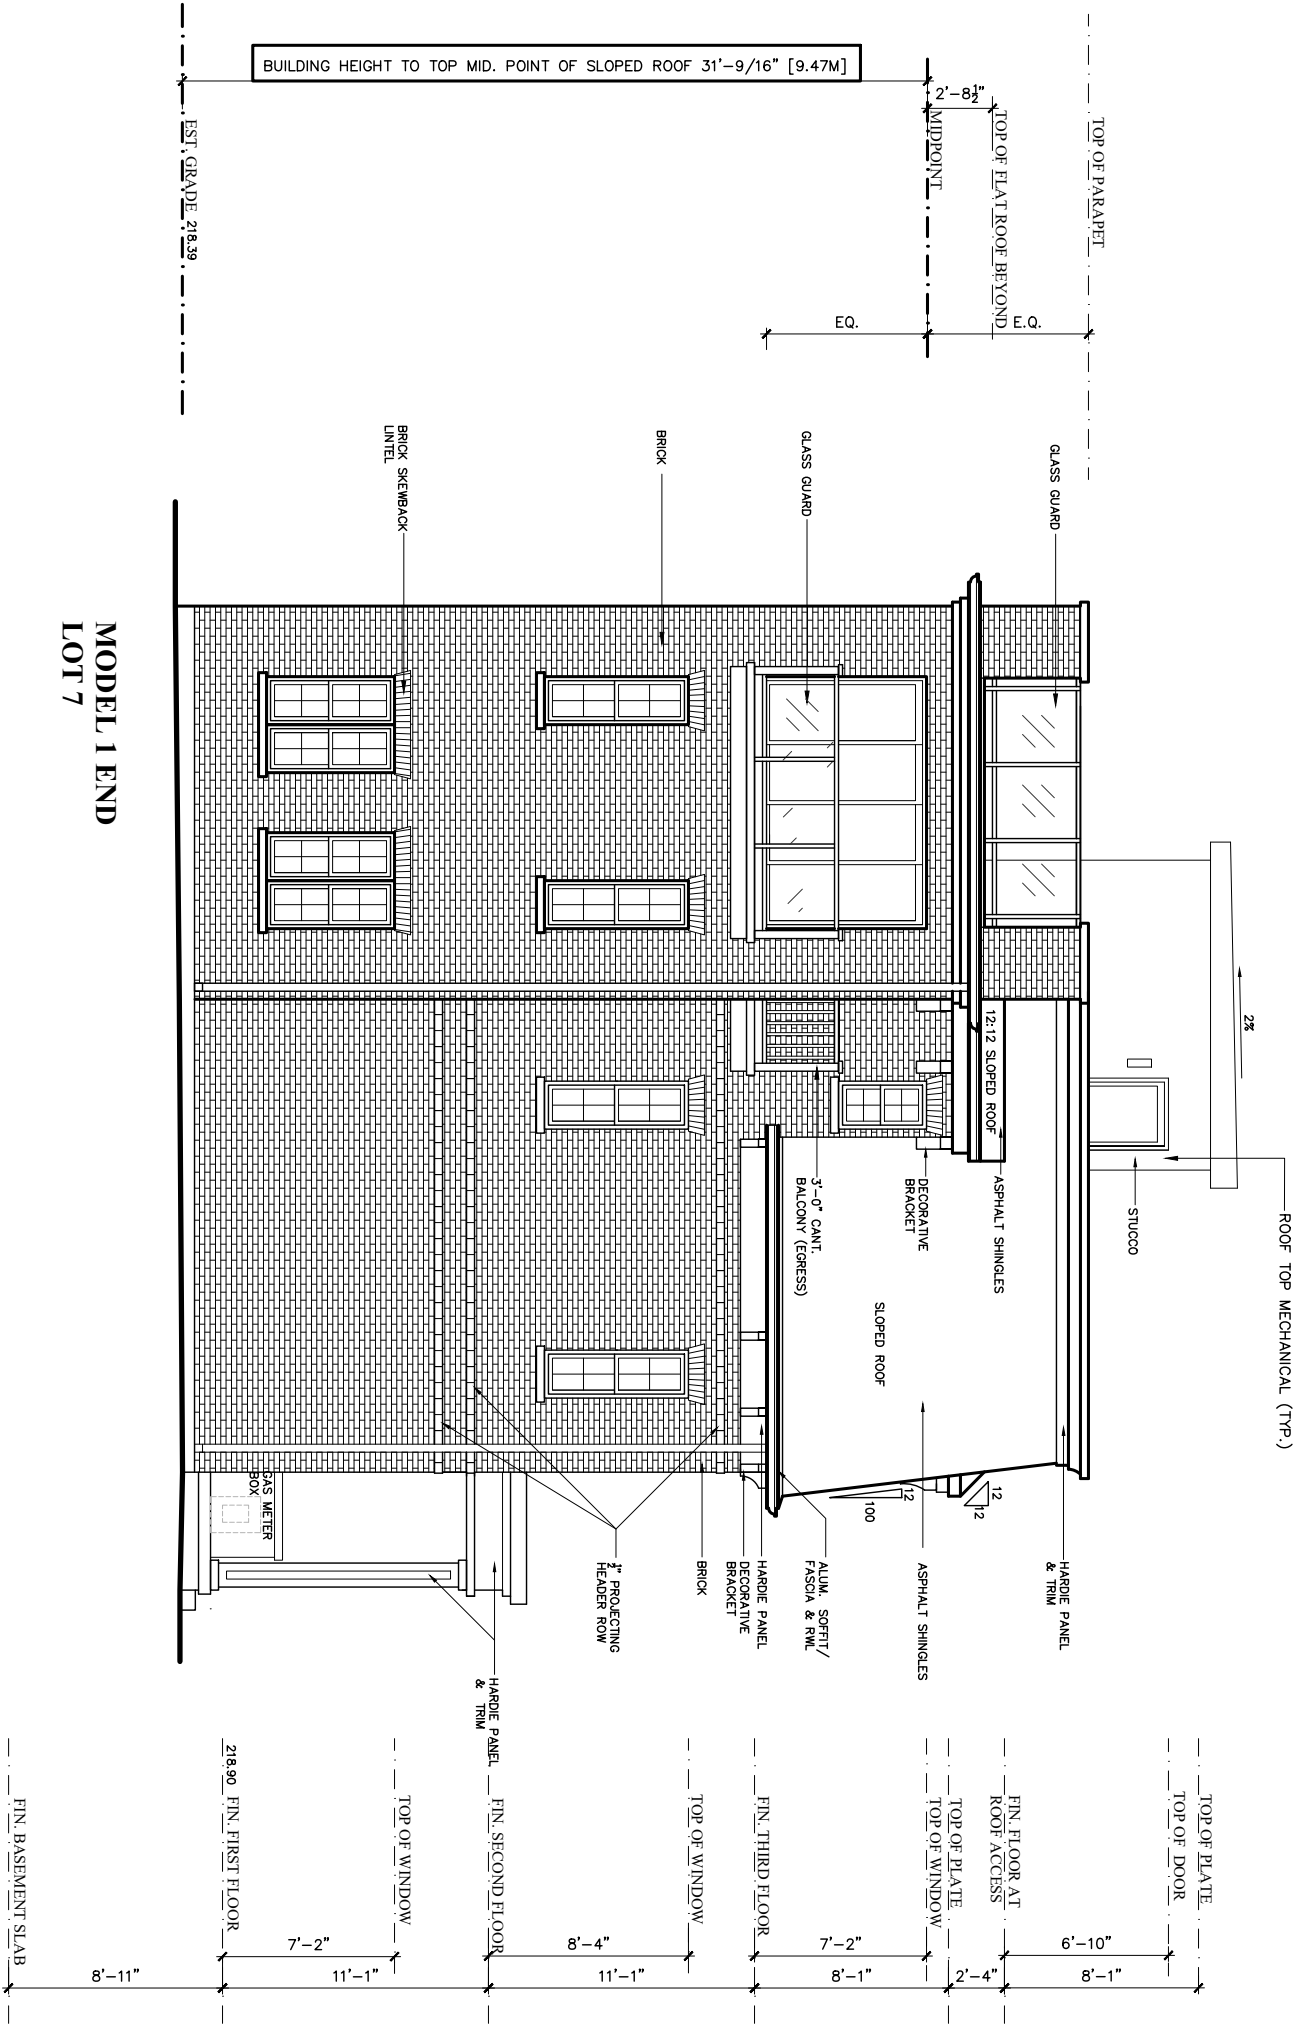 BUILDING HEIGHT TO TOP MID. POINT OF SLOPED ROOF 31'-9/16" [9.47M]
2'-8½"
TOP OF PARAPET
TOP OF FLAT ROOF BEYOND
MIDPOINT
EST. GRADE 218.39
EQ.
E.Q.
GLASS GUARD
GLASS GUARD
BRICK
BRICK SKEWBACK
LINTEL
2%
ROOF TOP MECHANICAL (TYP.)
STUCCO
12:12 SLOPED ROOF
ASPHALT SHINGLES
DECORATIVE
BRACKET
3'-0" CANT.
BALCONY (EGRESS)
SLOPED ROOF
12
12
12
100
HARDIE PANEL
& TRIM
ASPHALT SHINGLES
ALUM. SOFFIT/
FASCIA & RWL
HARDIE PANEL
DECORATIVE
BRACKET
BRICK
½" PROJECTING
HEADER ROW
HARDIE PANEL
& TRIM
GAS METER
BOX
TOP OF PLATE
TOP OF DOOR
FIN. FLOOR AT
ROOF ACCESS
TOP OF PLATE
TOP OF WINDOW
FIN. THIRD FLOOR
TOP OF WINDOW
FIN. SECOND FLOOR
TOP OF WINDOW
218.90 FIN. FIRST FLOOR
FIN. BASEMENT SLAB
6'-10"
8'-1"
2'-4"
7'-2"
8'-1"
8'-4"
11'-1"
7'-2"
11'-1"
8'-11"
MODEL 1 END
LOT 7